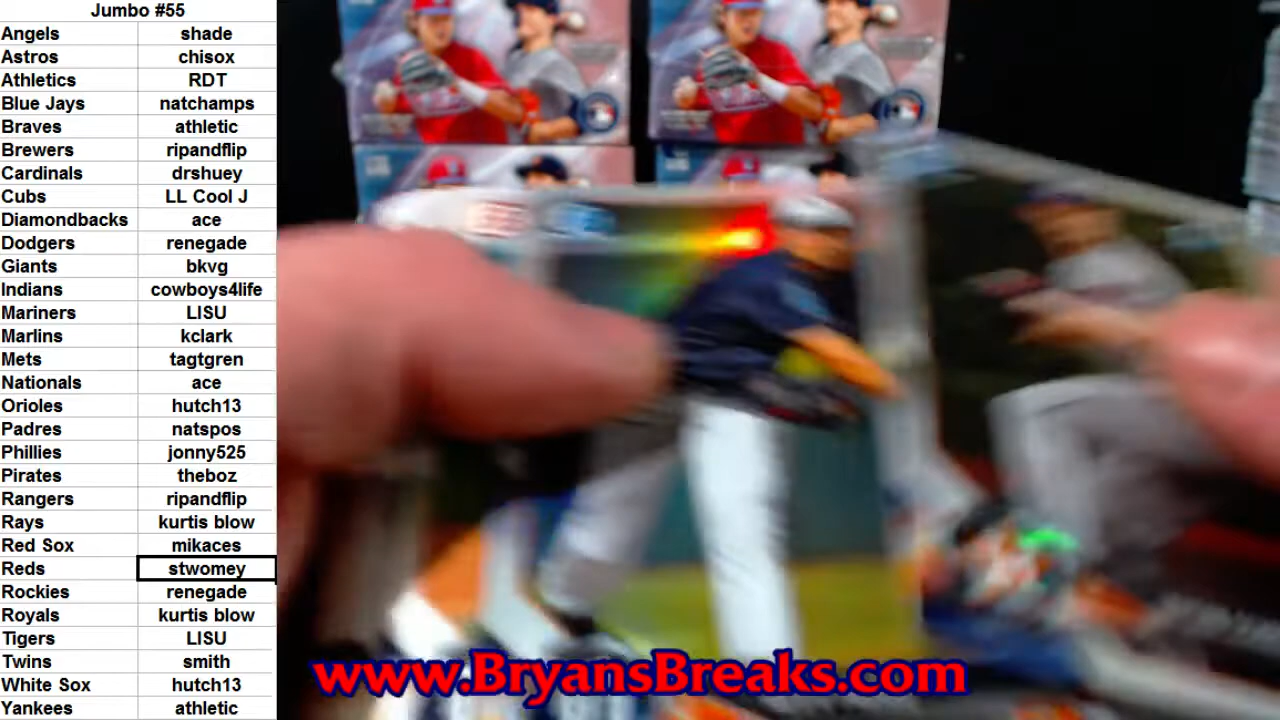 Jumbo #55
Angels shade
Astros chisox
Athletics RDT
Blue Jays natchamps
Braves athletic
Brewers ripandflip
Cardinals drshuey
Cubs LL Cool J
Diamondbacks ace
Dodgers renegade
Giants bkvg
Indians cowboys4life
Mariners LISU
Marlins kclark
Mets tagtgren
Nationals ace
Orioles hutch13
Padres natspos
Phillies jonny525
Pirates theboz
Rangers ripandflip
Rays kurtis blow
Red Sox mikaces
Reds stwomey
Rockies renegade
Royals kurtis blow
Tigers LISU
Twins smith
White Sox hutch13
Yankees athletic
www.BryansBreaks.com